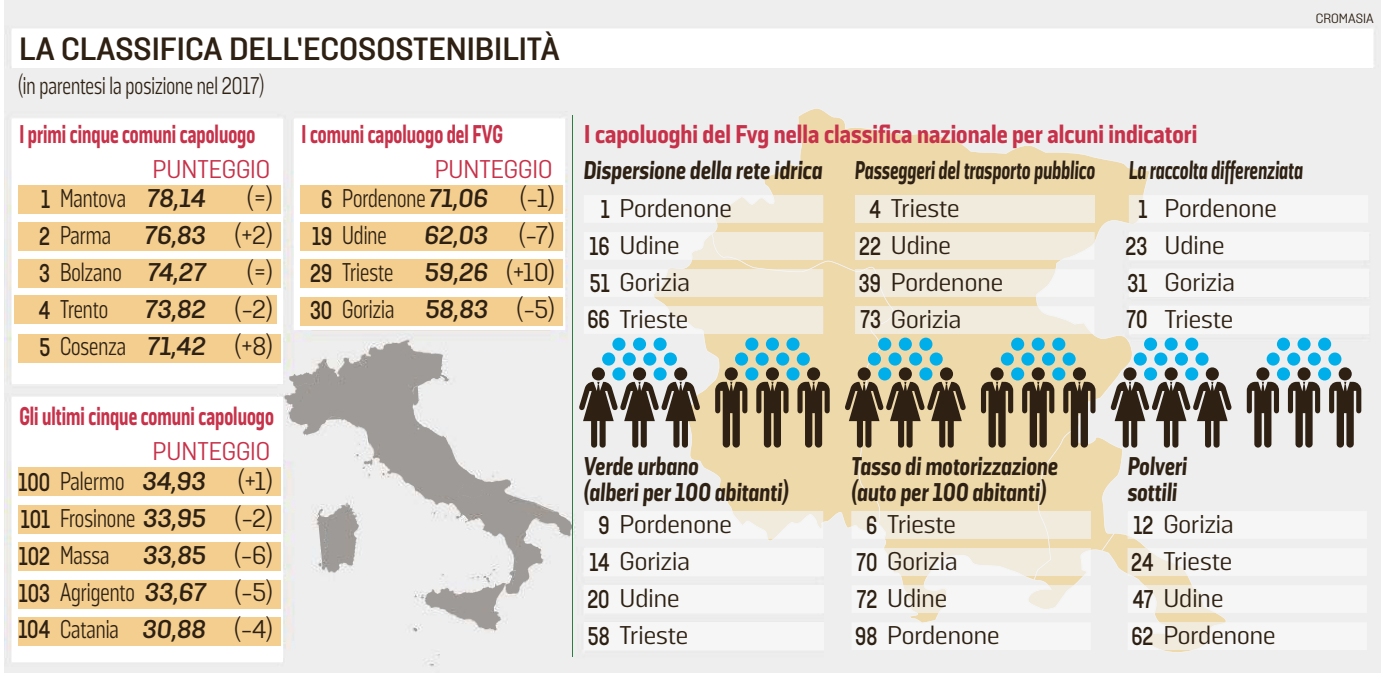 CROMASIA
LA CLASSIFICA DELL'ECOSOSTENIBILITÀ
(in parentesi la posizione nel 2017)
I primi cinque comuni capoluogo
PUNTEGGIO
1 Mantova 78,14 (=)
2 Parma 76,83 (+2)
3 Bolzano 74,27 (=)
4 Trento 73,82 (-2)
5 Cosenza 71,42 (+8)
Gli ultimi cinque comuni capoluogo
PUNTEGGIO
100 Palermo 34,93 (+1)
101 Frosinone 33,95 (-2)
102 Massa 33,85 (-6)
103 Agrigento 33,67 (-5)
104 Catania 30,88 (-4)
I comuni capoluogo del FVG
PUNTEGGIO
6 Pordenone 71,06 (-1)
19 Udine 62,03 (-7)
29 Trieste 59,26 (+10)
30 Gorizia 58,83 (-5)
I capoluoghi del Fvg nella classifica nazionale per alcuni indicatori
Dispersione della rete idrica
1 Pordenone
16 Udine
51 Gorizia
66 Trieste
Passeggeri del trasporto pubblico
4 Trieste
22 Udine
39 Pordenone
73 Gorizia
La raccolta differenziata
1 Pordenone
23 Udine
31 Gorizia
70 Trieste
Verde urbano
(alberi per 100 abitanti)
9 Pordenone
14 Gorizia
20 Udine
58 Trieste
Tasso di motorizzazione
(auto per 100 abitanti)
6 Trieste
70 Gorizia
72 Udine
98 Pordenone
Polveri
sottili
12 Gorizia
24 Trieste
47 Udine
62 Pordenone